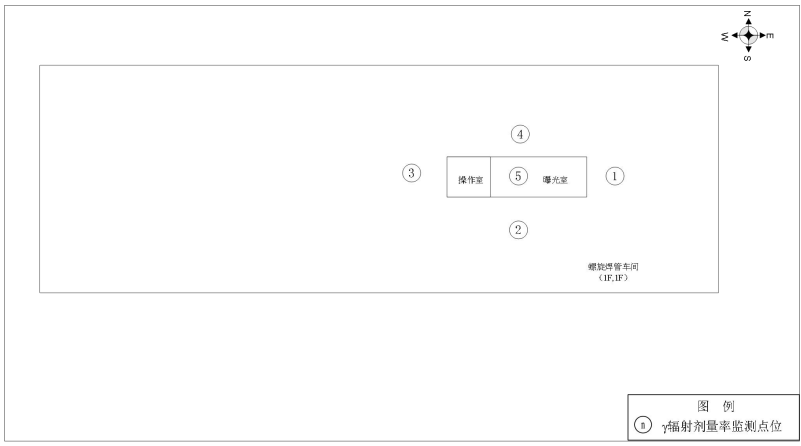 N
W E
S
④
③ 操作室 ⑤ 曝光室 ①
②
螺旋焊管车间
(1F,1F)
图 例
n γ辐射剂量率监测点位